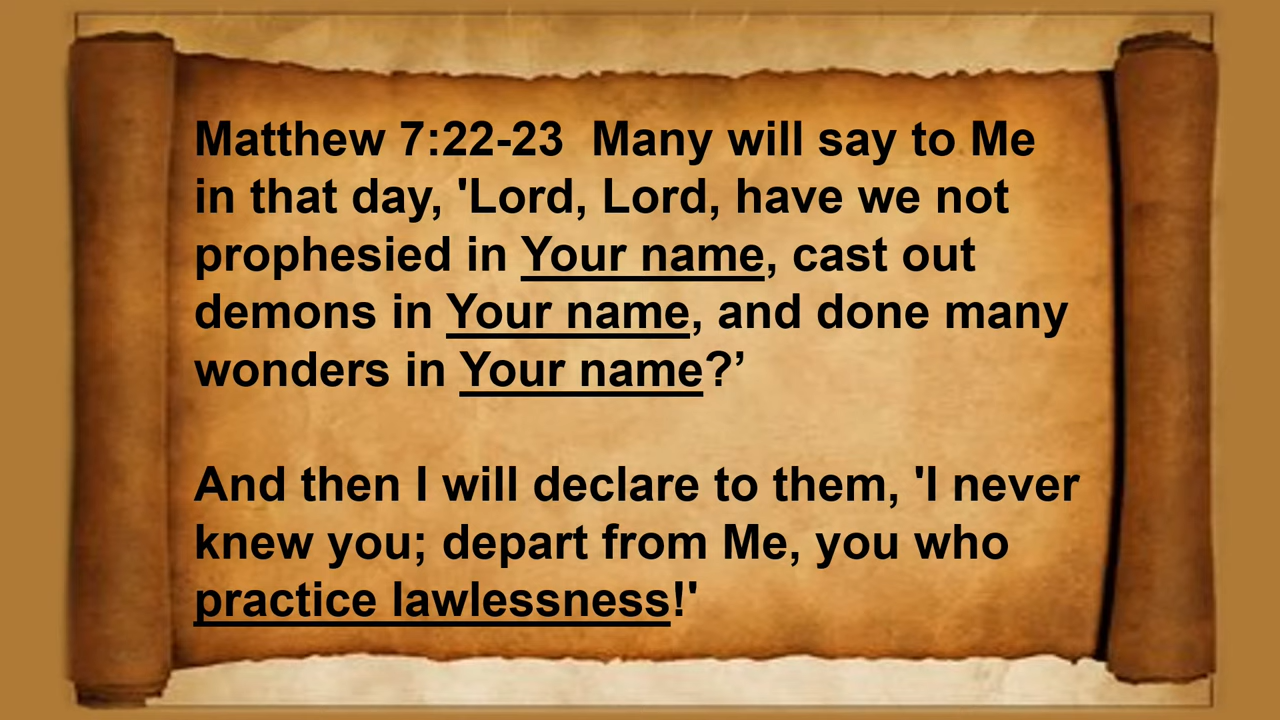 Matthew 7:22-23  Many will say to Me
in that day, 'Lord, Lord, have we not
prophesied in Your name, cast out
demons in Your name, and done many
wonders in Your name?’
And then I will declare to them, 'I never
knew you; depart from Me, you who
practice lawlessness!'